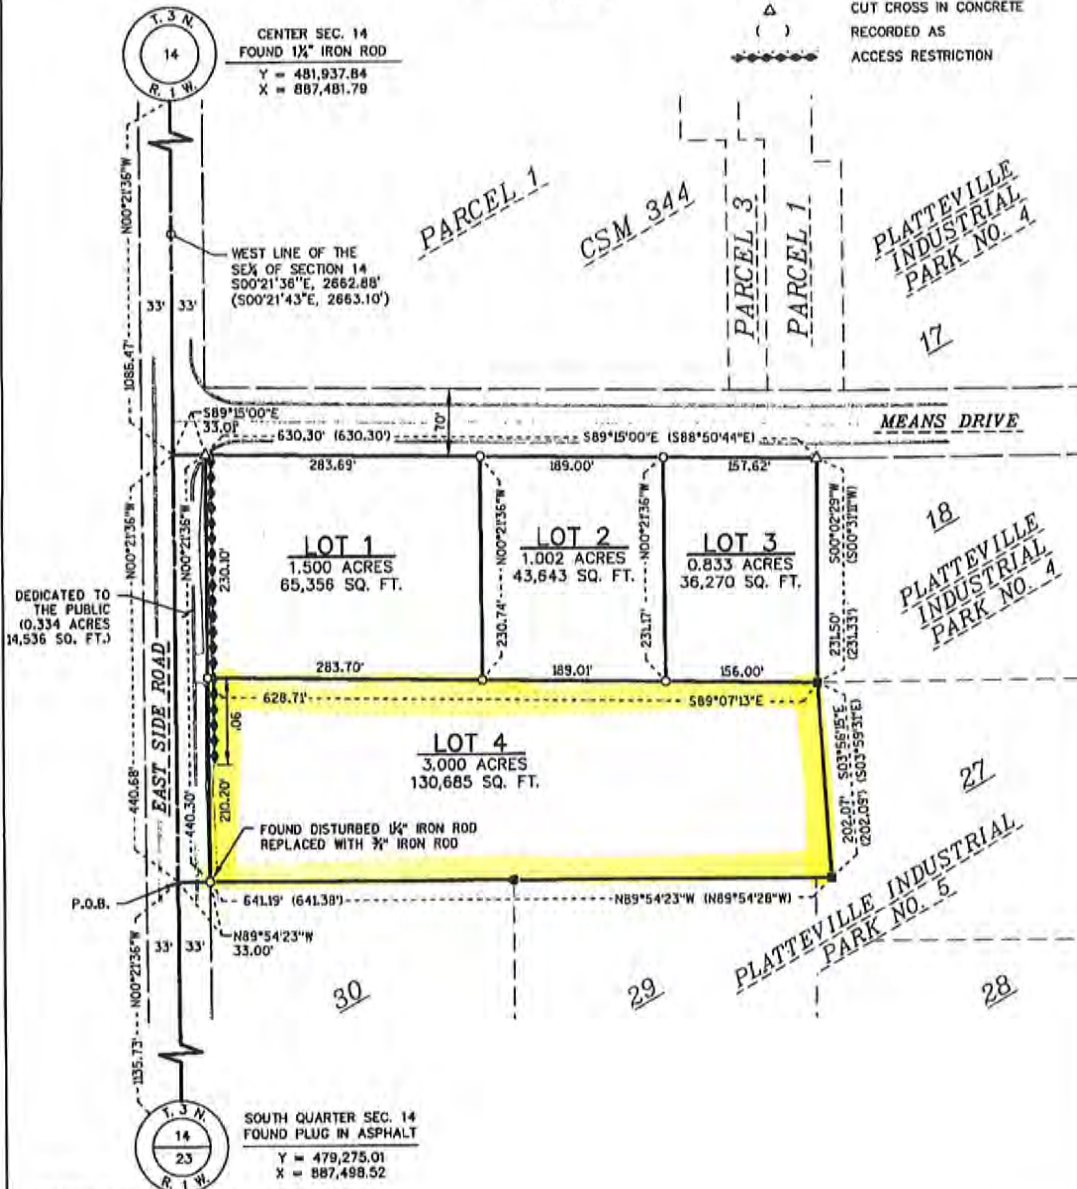 T. 3 N.
14
R. 1 W.
CENTER SEC. 14
FOUND 1¼" IRON ROD
Y = 481,937.84
X = 887,481.79
CUT CROSS IN CONCRETE
( ) RECORDED AS
ACCESS RESTRICTION
N00°21'36"W
1086.47'
WEST LINE OF THE
SE¼ OF SECTION 14
S00°21'36"E, 2662.88'
(S00°21'43"E, 2663.10')
33' 33'
PARCEL 1
CSM 344
PARCEL 3
PARCEL 1
PLATTEVILLE
INDUSTRIAL
PARK NO. 4
17
MEANS DRIVE
70'
S89°15'00"E
33.01'
630.30' (630.30')
S89°15'00"E (S88°50'44"E)
283.69'
189.00'
157.62'
N00°21'36"W
N00°21'36"W
230.10'
LOT 1
1.500 ACRES
65,356 SQ. FT.
N00°21'36"W
230.74'
LOT 2
1.002 ACRES
43,643 SQ. FT.
N00°21'36"W
231.17'
LOT 3
0.833 ACRES
36,270 SQ. FT.
S00°02'29"W
231.50'
(231.33')
18
PLATTEVILLE
INDUSTRIAL
PARK NO. 4
DEDICATED TO
THE PUBLIC
(0.334 ACRES
14,536 SQ. FT.)
EAST SIDE ROAD
283.70'
189.01'
156.00'
628.71'
S89°07'13"E
90'
LOT 4
3.000 ACRES
130,685 SQ. FT.
440.68'
440.30'
210.20'
202.07' S03°56'15"E
(202.09') (S03°59'31"E)
27
FOUND DISTURBED 1¼" IRON ROD
REPLACED WITH ¾" IRON ROD
P.O.B.
641.19' (641.38')
N89°54'23"W (N89°54'28"W)
N89°54'23"W
33.00'
33' 33'
N00°21'36"W
1135.73'
PLATTEVILLE INDUSTRIAL
PARK NO. 5
30
29
28
T. 3 N.
14
23
R. 1 W.
SOUTH QUARTER SEC. 14
FOUND PLUG IN ASPHALT
Y = 479,275.01
X = 887,498.52